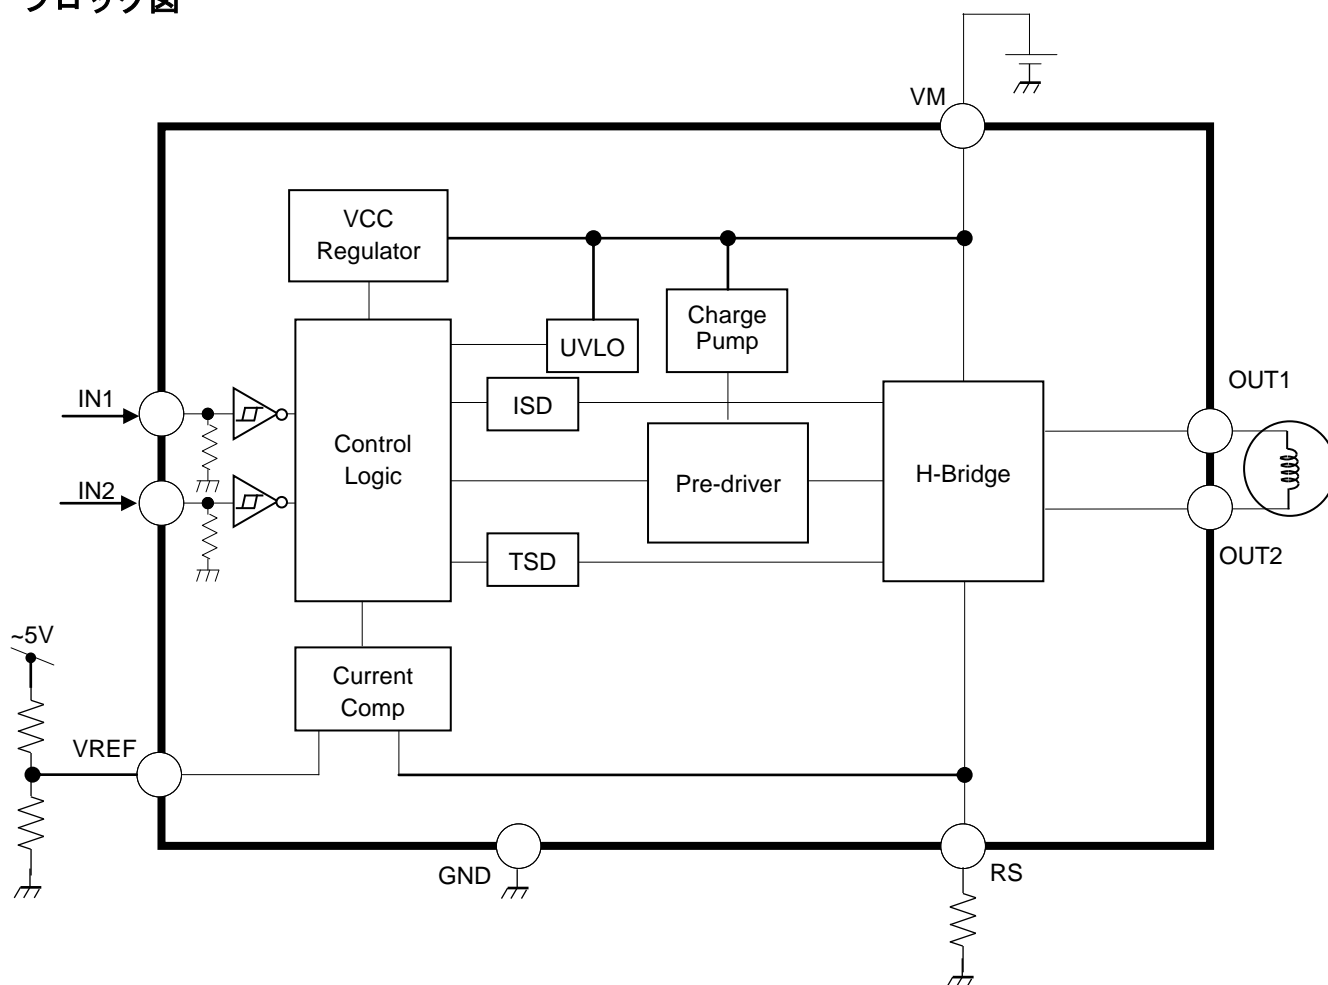 ブロック図
VM
VCC
Regulator
Charge
Pump
UVLO
OUT1
IN1
ISD
Control
Logic
H-Bridge
Pre-driver
IN2
TSD
OUT2
~5V
Current
Comp
VREF
GND
RS